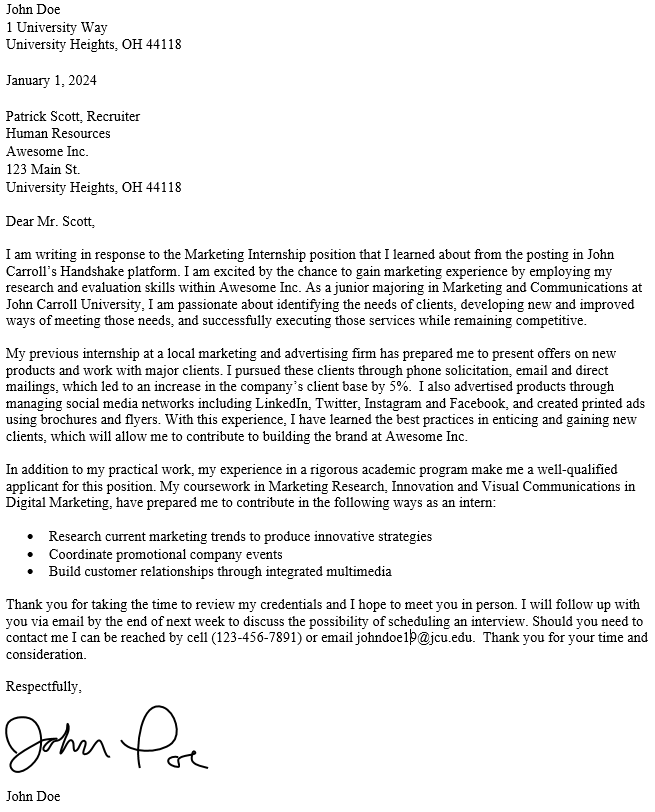 John Doe
1 University Way
University Heights, OH 44118
January 1, 2024
Patrick Scott, Recruiter
Human Resources
Awesome Inc.
123 Main St.
University Heights, OH 44118
Dear Mr. Scott,
I am writing in response to the Marketing Internship position that I learned about from the posting in John
Carroll’s Handshake platform. I am excited by the chance to gain marketing experience by employing my
research and evaluation skills within Awesome Inc. As a junior majoring in Marketing and Communications at
John Carroll University, I am passionate about identifying the needs of clients, developing new and improved
ways of meeting those needs, and successfully executing those services while remaining competitive.
My previous internship at a local marketing and advertising firm has prepared me to present offers on new
products and work with major clients. I pursued these clients through phone solicitation, email and direct
mailings, which led to an increase in the company’s client base by 5%.  I also advertised products through
managing social media networks including LinkedIn, Twitter, Instagram and Facebook, and created printed ads
using brochures and flyers. With this experience, I have learned the best practices in enticing and gaining new
clients, which will allow me to contribute to building the brand at Awesome Inc.
In addition to my practical work, my experience in a rigorous academic program make me a well-qualified
applicant for this position. My coursework in Marketing Research, Innovation and Visual Communications in
Digital Marketing, have prepared me to contribute in the following ways as an intern:
• Research current marketing trends to produce innovative strategies
• Coordinate promotional company events
• Build customer relationships through integrated multimedia
Thank you for taking the time to review my credentials and I hope to meet you in person. I will follow up with
you via email by the end of next week to discuss the possibility of scheduling an interview. Should you need to
contact me I can be reached by cell (123-456-7891) or email johndoe19@jcu.edu.  Thank you for your time and
consideration.
Respectfully,
John Doe
John Doe